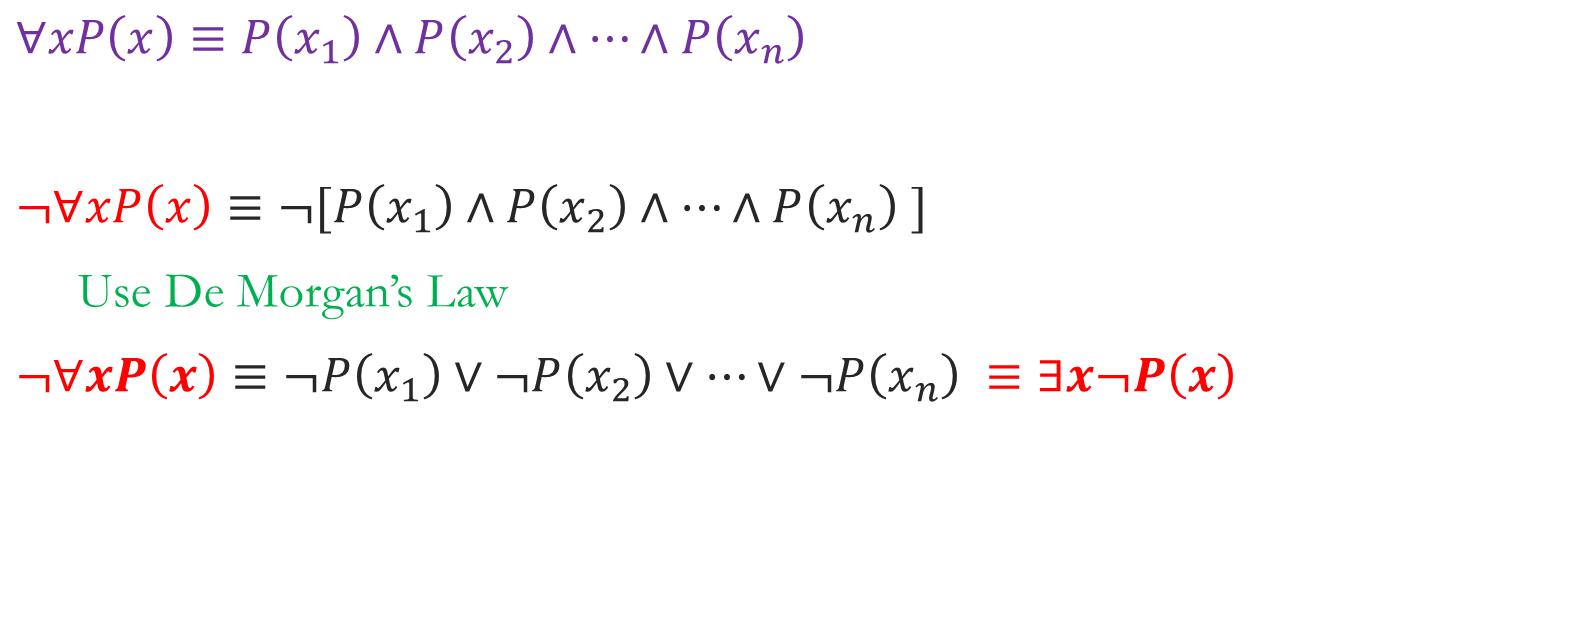 ∀xP(x) ≡ P(x₁) ∧ P(x₂) ∧ ⋯ ∧ P(xₙ)
¬∀xP(x) ≡ ¬[P(x₁) ∧ P(x₂) ∧ ⋯ ∧ P(xₙ) ]
Use De Morgan’s Law
¬∀xP(x) ≡ ¬P(x₁) ∨ ¬P(x₂) ∨ ⋯ ∨ ¬P(xₙ) ≡ ∃x¬P(x)